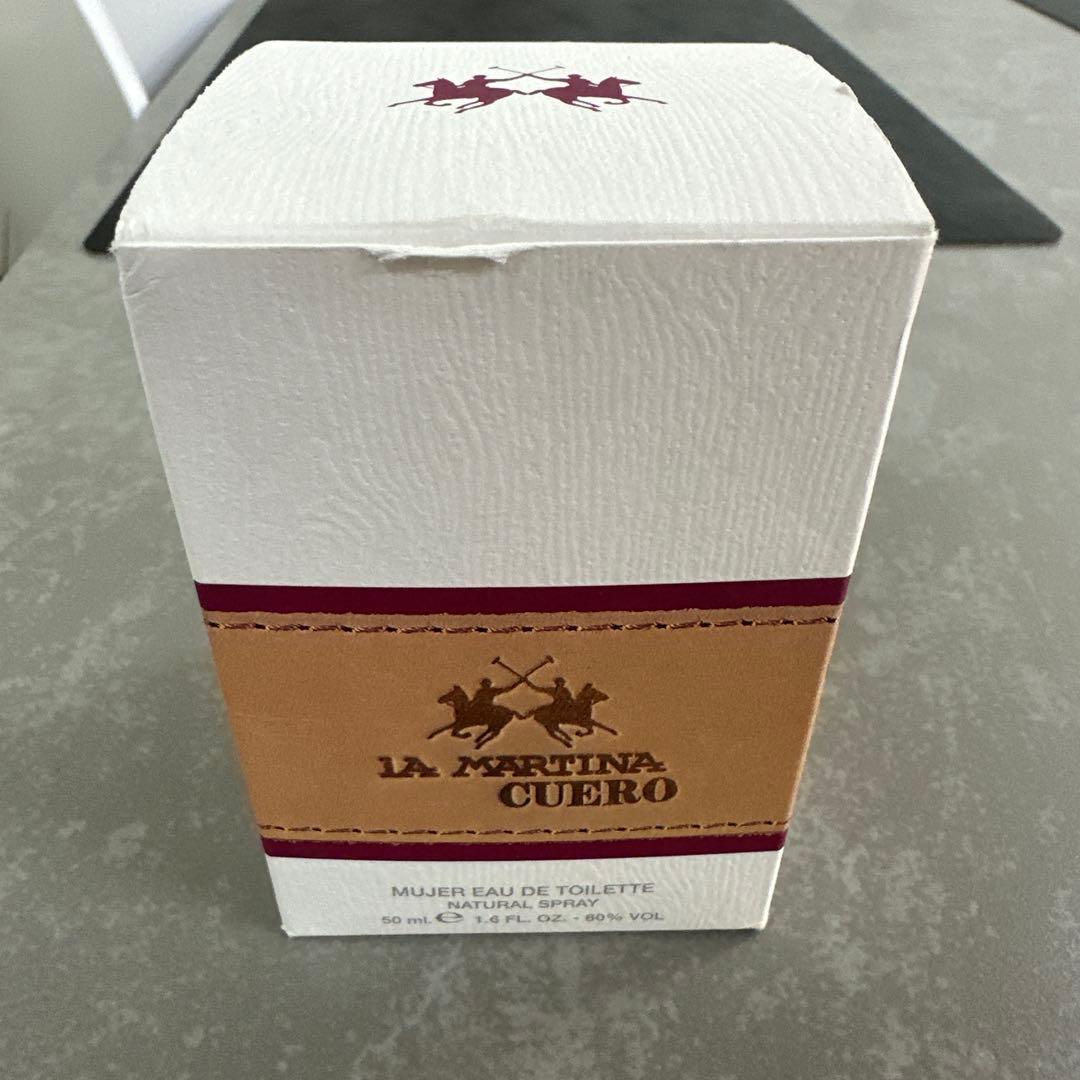 LA MARTINA
CUERO
MUJER EAU DE TOILETTE
NATURAL SPRAY
50 ml. e 1.6 FL. OZ. - 80% VOL